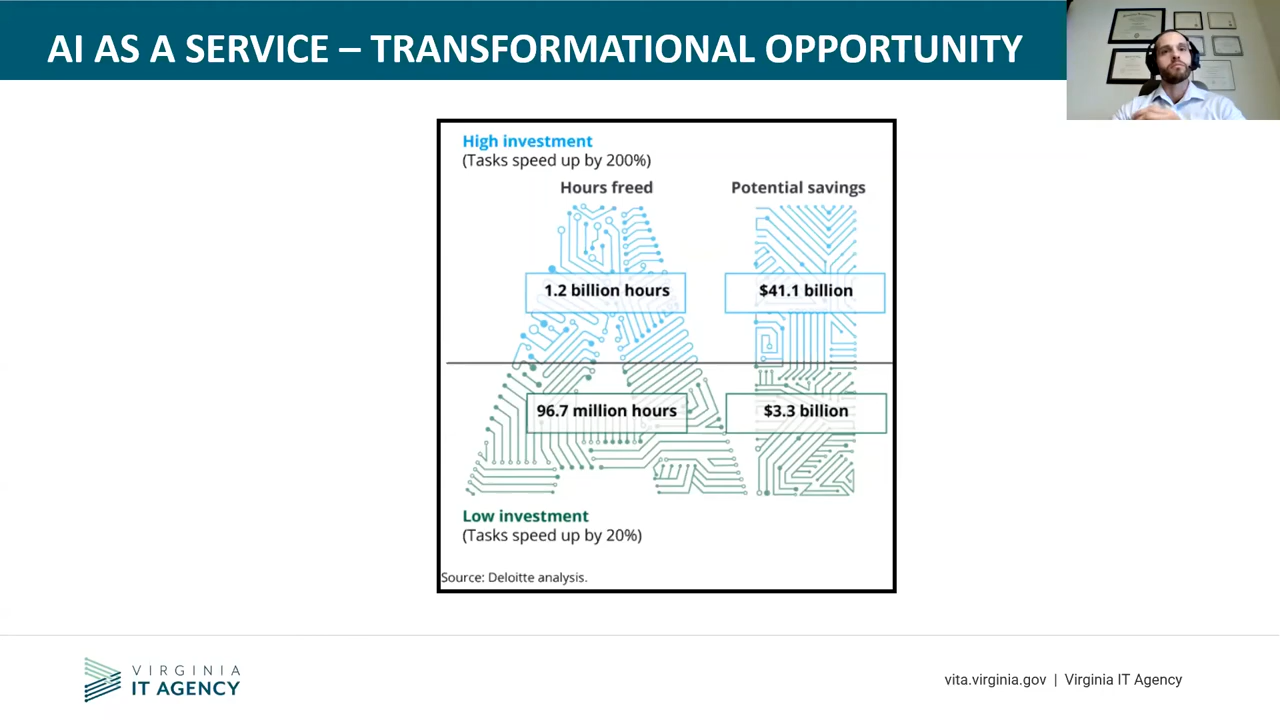 AI AS A SERVICE – TRANSFORMATIONAL OPPORTUNITY
High investment
(Tasks speed up by 200%)
Hours freed
Potential savings
1.2 billion hours
$41.1 billion
96.7 million hours
$3.3 billion
Low investment
(Tasks speed up by 20%)
Source: Deloitte analysis.
VIRGINIA
IT AGENCY
vita.virginia.gov | Virginia IT Agency